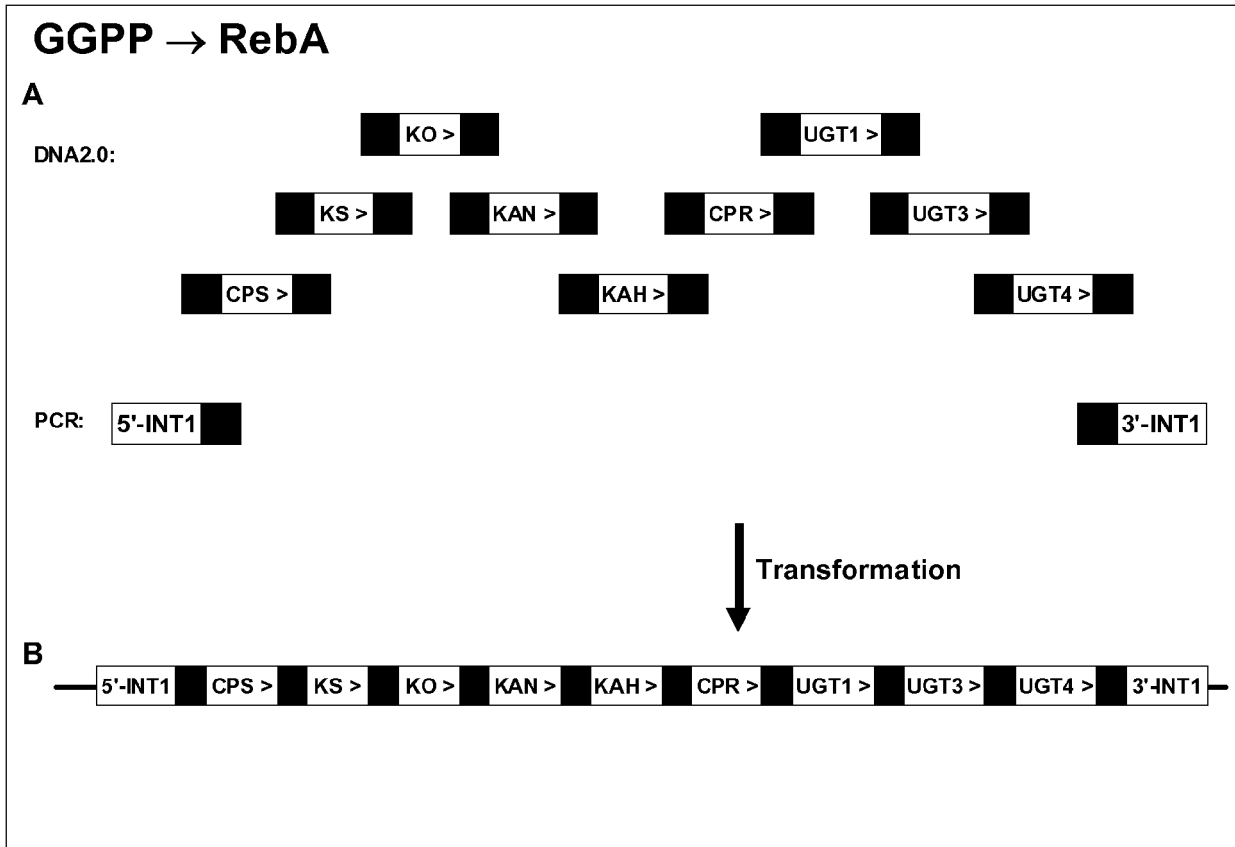 GGPP → RebA
A
DNA2.0:
KO >
UGT1 >
KS >
KAN >
CPR >
UGT3 >
CPS >
KAH >
UGT4 >
PCR:
5'-INT1
3'-INT1
Transformation
B
5'-INT1
CPS >
KS >
KO >
KAN >
KAH >
CPR >
UGT1 >
UGT3 >
UGT4 >
3'-INT1